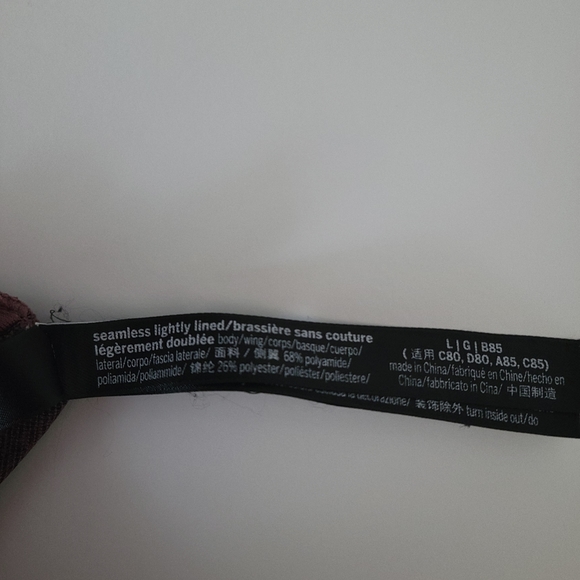 seamless lightly lined/brassière sans couture
légèrement doublée body/wing/corps/basque/cuerpo/
lateral/corpo/fascia laterale/ 面料 / 侧翼 68% polyamide/
poliamida/poliammide/ 锦纶 26% polyester/poliéster/poliestere/
decorazione/ 装饰除外 turn inside out/do
L | G | B85
( 适用 C80, D80, A85, C85)
made in China/fabriqué en Chine/hecho en
China/fabbricato in Cina/ 中国制造